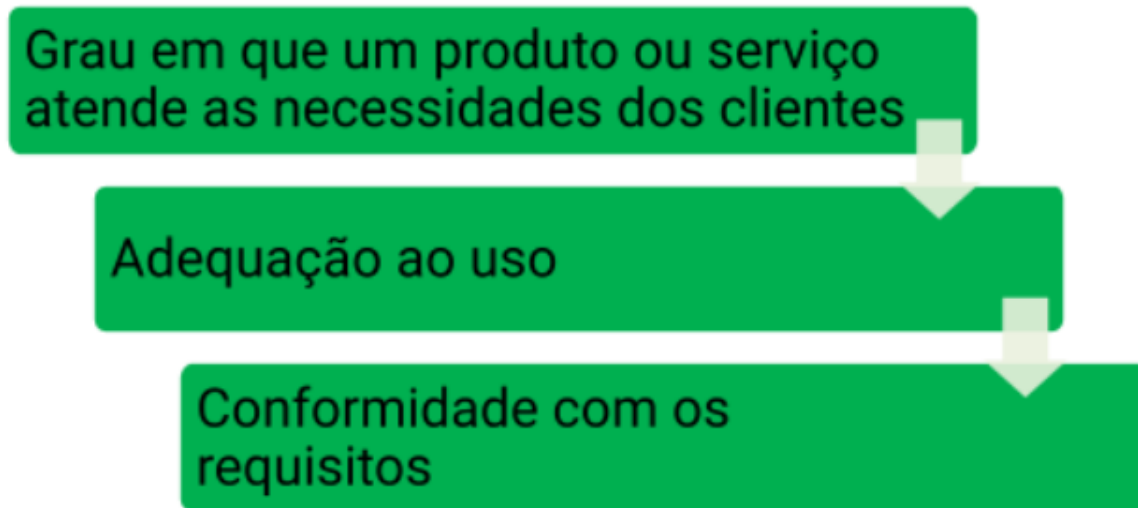 Grau em que um produto ou serviço
atende as necessidades dos clientes
Adequação ao uso
Conformidade com os
requisitos